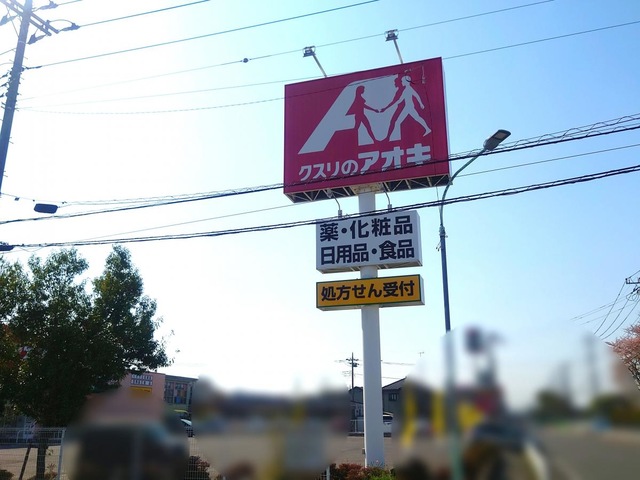 クスリのアオキ
薬・化粧品
日用品・食品
処方せん受付